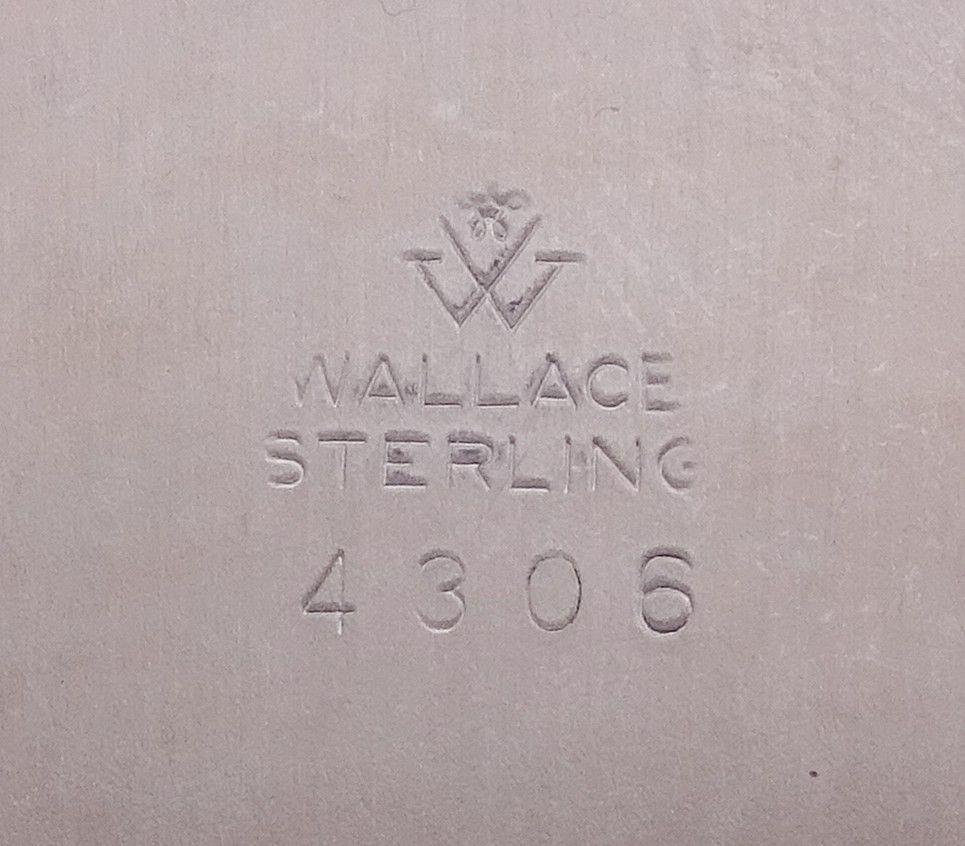 W
WALLACE
STERLING
4306